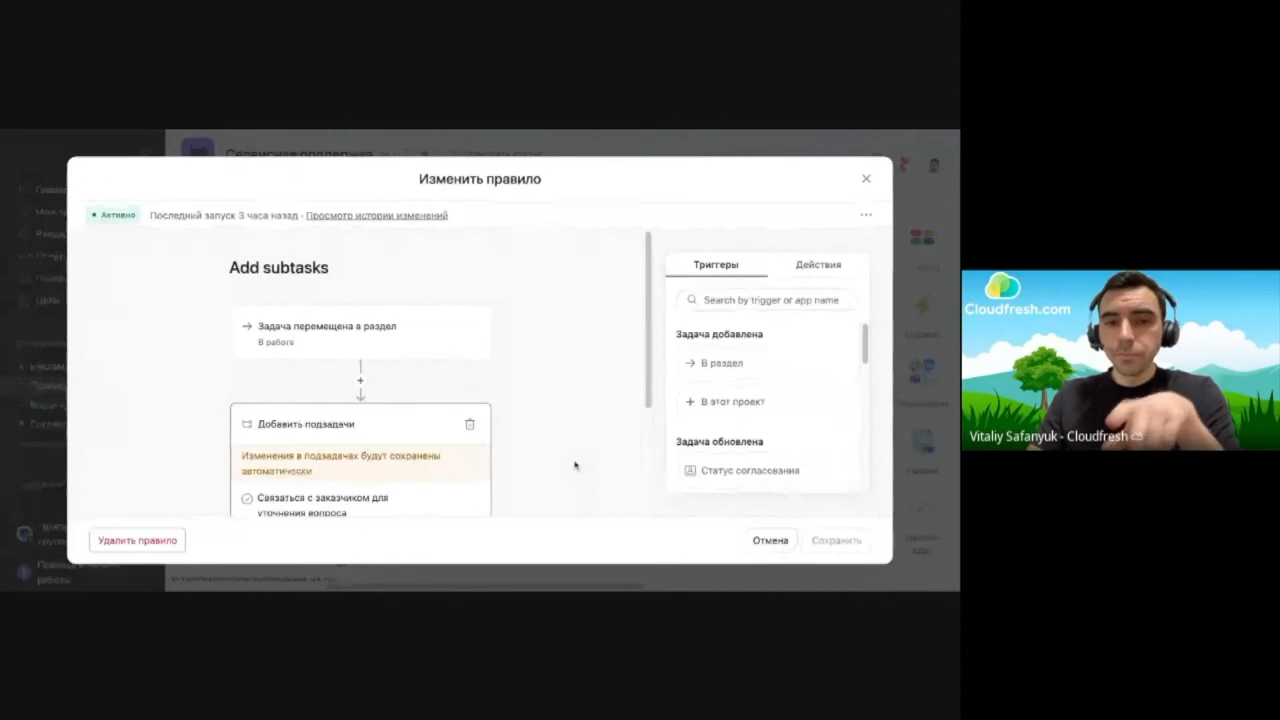 Сервисная поддержка
Изменить правило
Активно
Последний запуск 3 часа назад · Просмотр истории изменений
Add subtasks
Задача перемещена в раздел
В работе
Добавить подзадачи
Изменения в подзадачах будут сохранены
автоматически
Связаться с заказчиком для
уточнения вопроса
Триггеры
Действия
Search by trigger or app name
Задача добавлена
В раздел
В этот проект
Задача обновлена
Статус согласования
Удалить правило
Отмена
Сохранить
Cloudfresh.com
Vitaliy Safanyuk - Cloudfresh